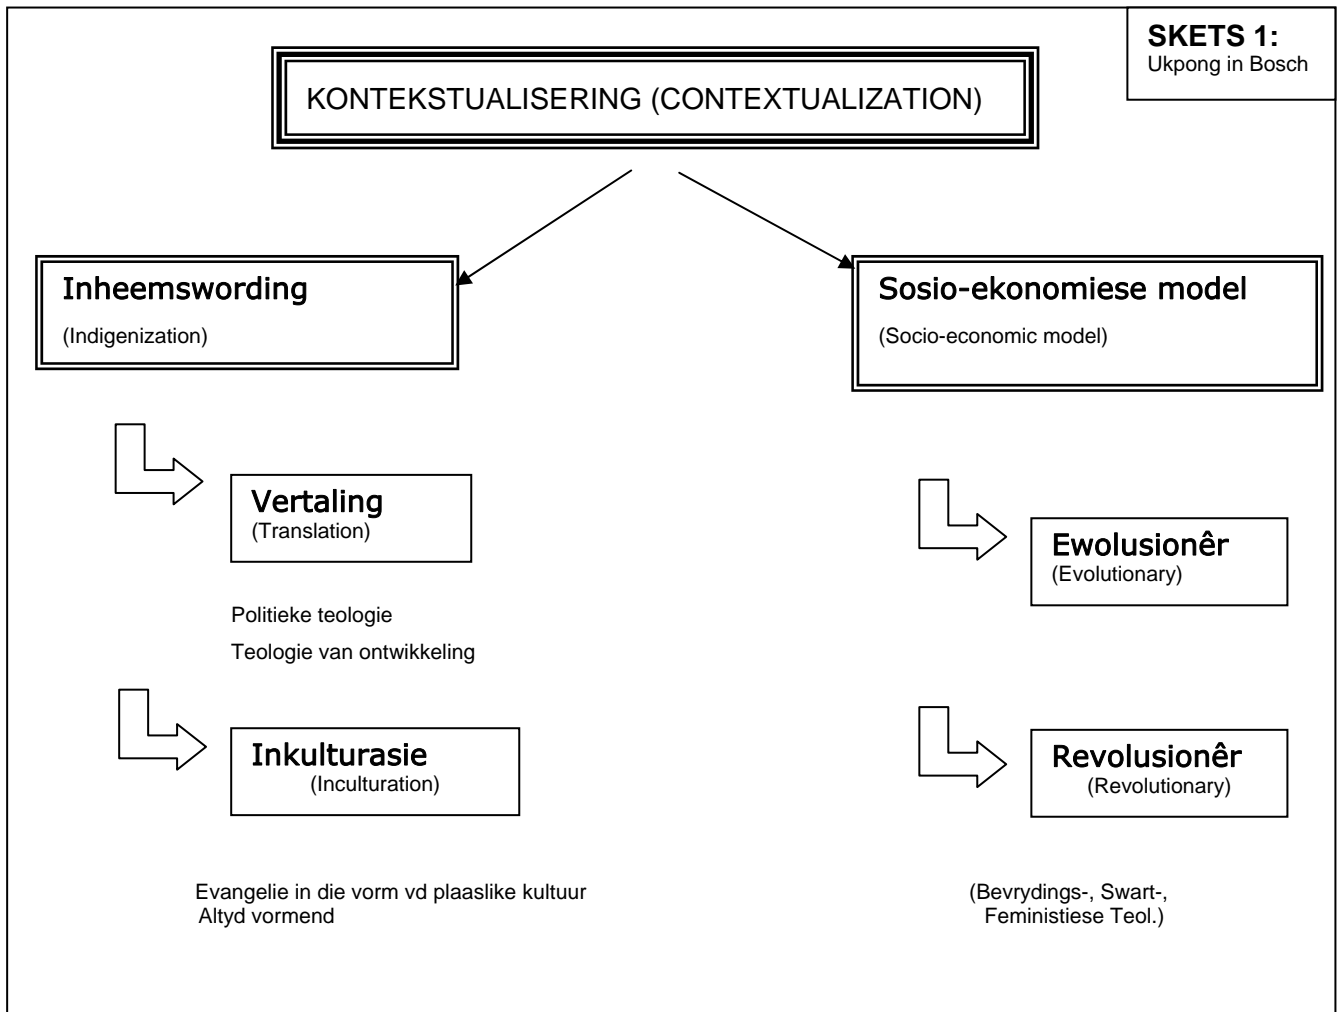 SKETS 1:
Ukpong in Bosch
KONTEKSTUALISERING (CONTEXTUALIZATION)
Inheemswording
(Indigenization)
Sosio-ekonomiese model
(Socio-economic model)
Vertaling
(Translation)
Politieke teologie
Teologie van ontwikkeling
Inkulturasie
(Inculturation)
Evangelie in die vorm vd plaaslike kultuur
Altyd vormend
Ewolusionêr
(Evolutionary)
Revolusionêr
(Revolutionary)
(Bevrydings-, Swart-,
Feministiese Teol.)